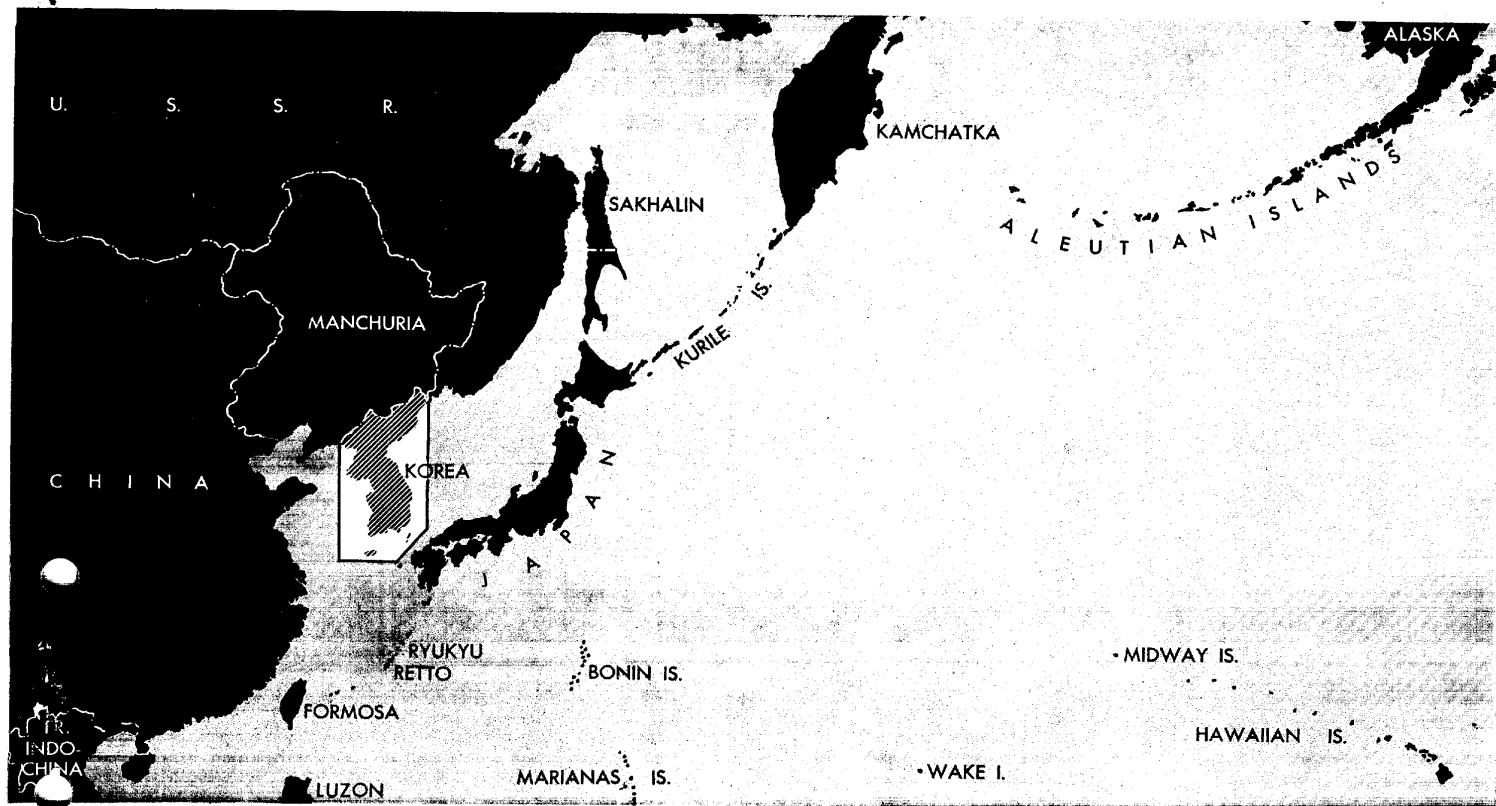 ALASKA
U. S. S. R.
KAMCHATKA
SAKHALIN
ALEUTIAN ISLANDS
KURILE IS.
MANCHURIA
KOREA
CHINA
JAPAN
RYUKYU
RETTO
BONIN IS.
MIDWAY IS.
FORMOSA
HAWAIIAN IS.
FR.
INDO-
CHINA
MARIANAS IS.
WAKE I.
LUZON